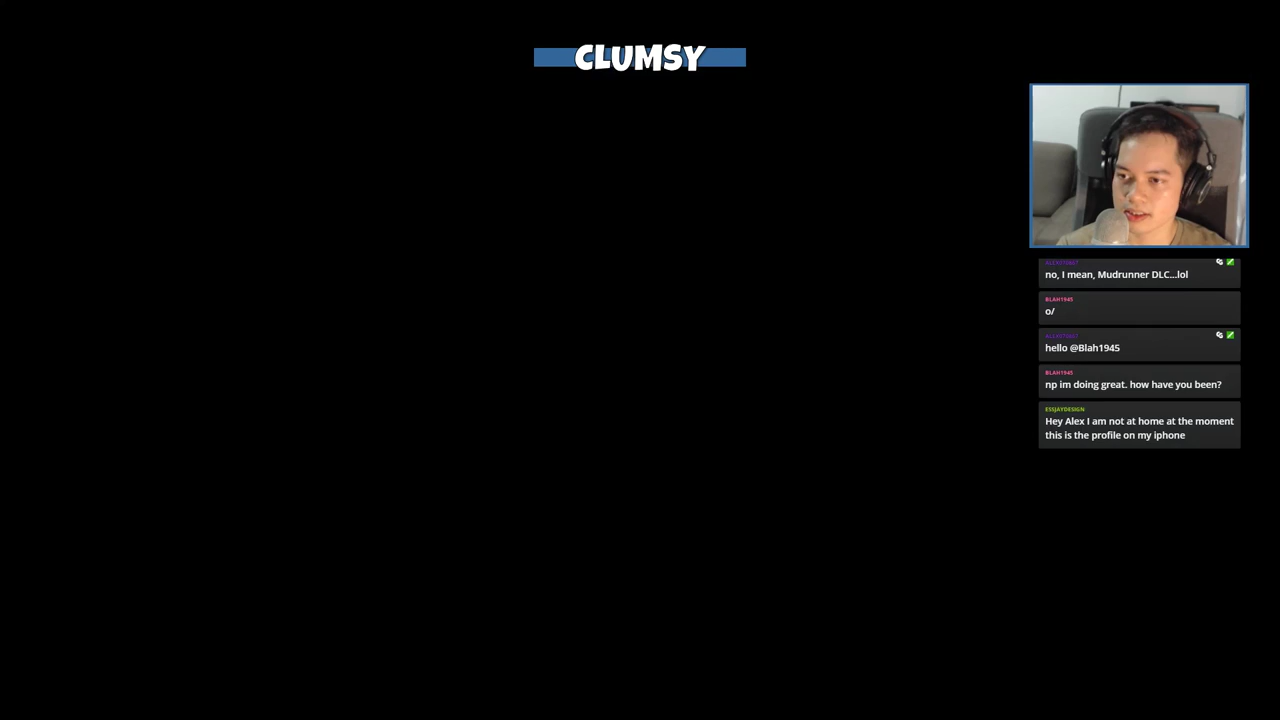 CLUMSY
no, I mean, Mudrunner DLC...lol
BLAH1945
o/
hello @Blah1945
BLAH1945
np im doing great. how have you been?
ESSJAYDESIGN
Hey Alex I am not at home at the moment
this is the profile on my iphone